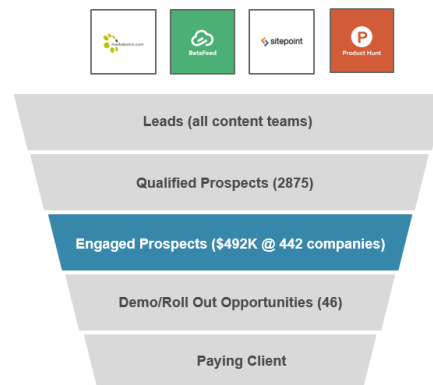 mediabistro.com
BetaFeed
sitepoint
P
Product Hunt
Leads (all content teams)
Qualified Prospects (2875)
Engaged Prospects ($492K @ 442 companies)
Demo/Roll Out Opportunities (46)
Paying Client